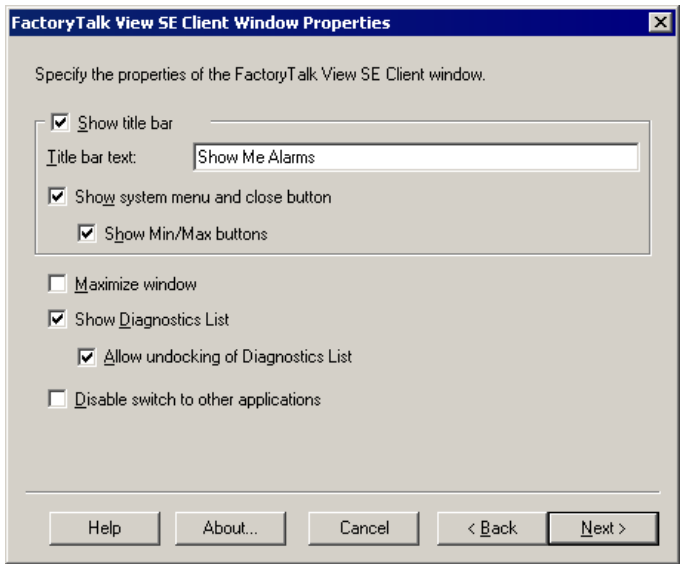 FactoryTalk View SE Client Window Properties
Specify the properties of the FactoryTalk View SE Client window.
Show title bar
Title bar text: Show Me Alarms
Show system menu and close button
Show Min/Max buttons
Maximize window
Show Diagnostics List
Allow undocking of Diagnostics List
Disable switch to other applications
Help About... Cancel < Back Next >